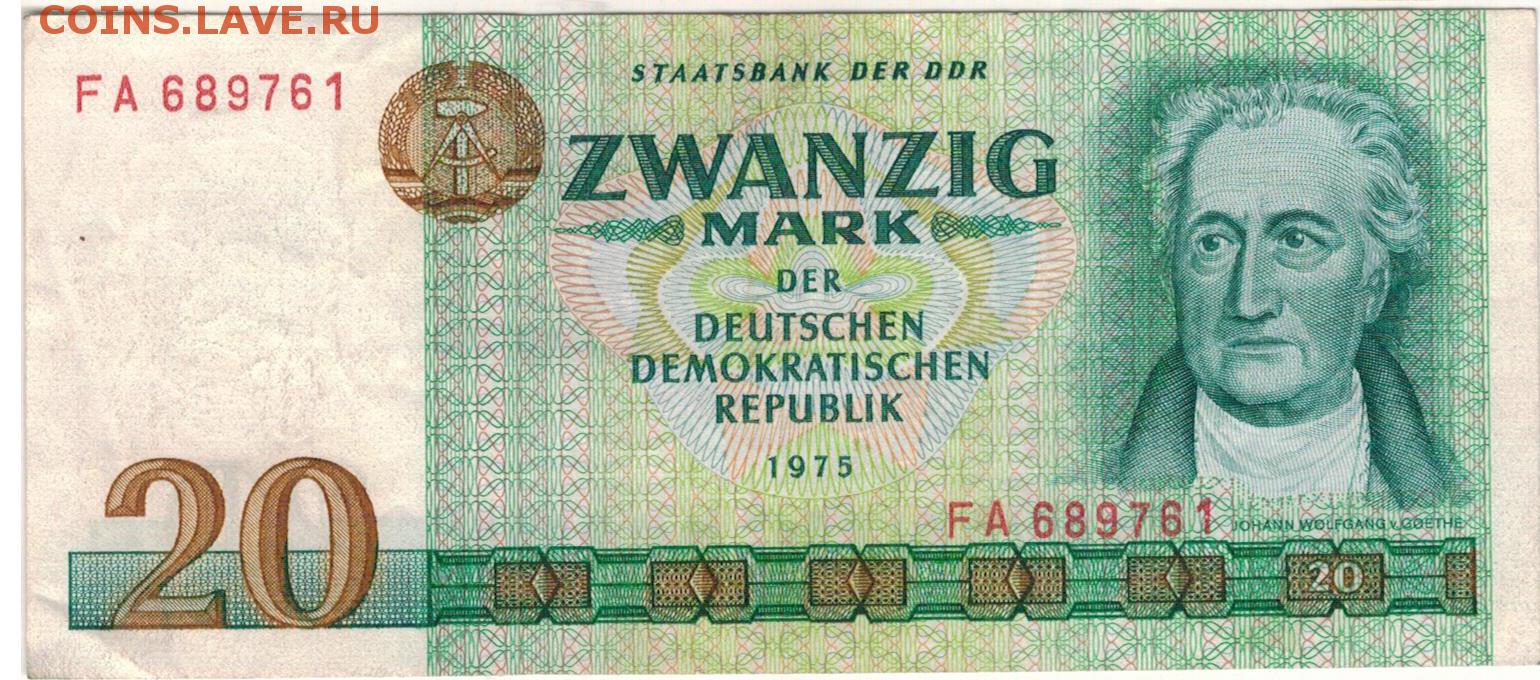 COINS.LAVE.RU
FA 689761
STAATSBANK DER DDR
ZWANZIG
MARK
DER
DEUTSCHEN
DEMOKRATISCHEN
REPUBLIK
1975
FA 689761
JOHANN WOLFGANG v. GOETHE
20
20